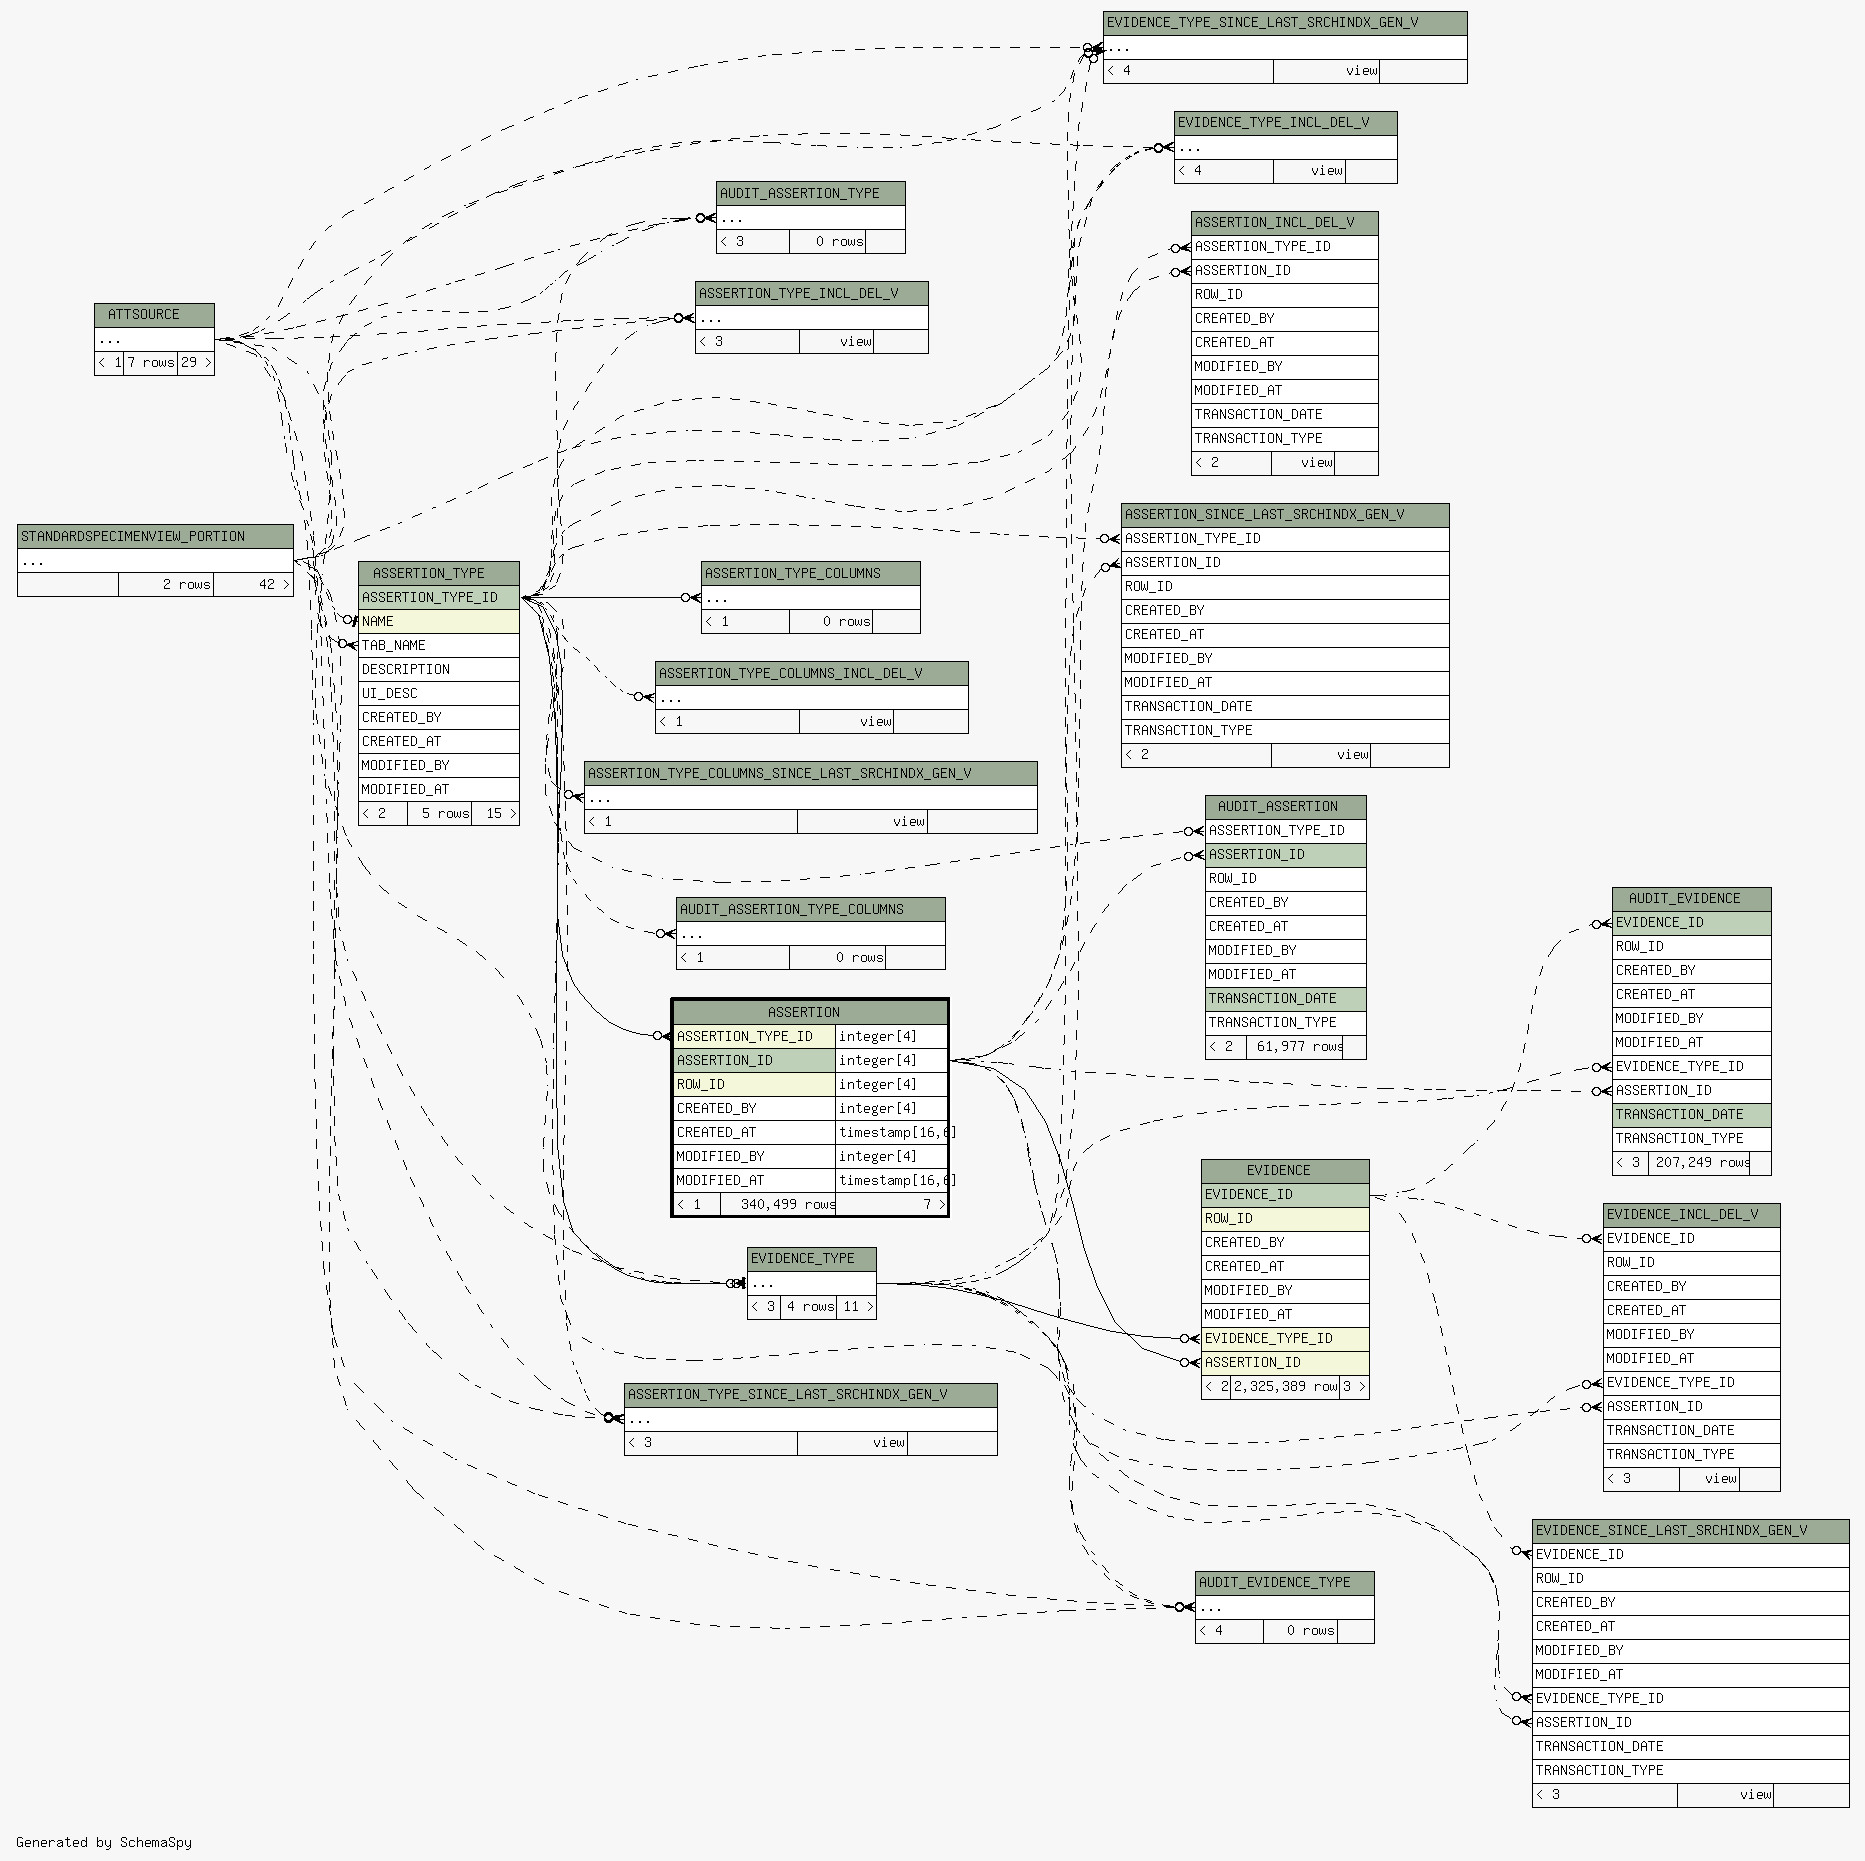 EVIDENCE_TYPE_SINCE_LAST_SRCHINDX_GEN_V
...
< 4 view
EVIDENCE_TYPE_INCL_DEL_V
...
< 4 view
AUDIT_ASSERTION_TYPE
...
< 3 0 rows
ASSERTION_INCL_DEL_V
ASSERTION_TYPE_ID
ASSERTION_ID
ROW_ID
CREATED_BY
CREATED_AT
MODIFIED_BY
MODIFIED_AT
TRANSACTION_DATE
TRANSACTION_TYPE
< 2 view
ASSERTION_TYPE_INCL_DEL_V
...
< 3 view
ATTSOURCE
...
< 1 7 rows 29 >
ASSERTION_SINCE_LAST_SRCHINDX_GEN_V
ASSERTION_TYPE_ID
ASSERTION_ID
ROW_ID
CREATED_BY
CREATED_AT
MODIFIED_BY
MODIFIED_AT
TRANSACTION_DATE
TRANSACTION_TYPE
< 2 view
STANDARDSPECIMENVIEW_PORTION
...
2 rows 42 >
ASSERTION_TYPE
ASSERTION_TYPE_ID
NAME
TAB_NAME
DESCRIPTION
UI_DESC
CREATED_BY
CREATED_AT
MODIFIED_BY
MODIFIED_AT
< 2 5 rows 15 >
ASSERTION_TYPE_COLUMNS
...
< 1 0 rows
ASSERTION_TYPE_COLUMNS_INCL_DEL_V
...
< 1 view
ASSERTION_TYPE_COLUMNS_SINCE_LAST_SRCHINDX_GEN_V
...
< 1 view
AUDIT_ASSERTION
ASSERTION_TYPE_ID
ASSERTION_ID
ROW_ID
CREATED_BY
CREATED_AT
MODIFIED_BY
MODIFIED_AT
TRANSACTION_DATE
TRANSACTION_TYPE
< 2 61,977 rows
AUDIT_ASSERTION_TYPE_COLUMNS
...
< 1 0 rows
AUDIT_EVIDENCE
EVIDENCE_ID
ROW_ID
CREATED_BY
CREATED_AT
MODIFIED_BY
MODIFIED_AT
EVIDENCE_TYPE_ID
ASSERTION_ID
TRANSACTION_DATE
TRANSACTION_TYPE
< 3 207,249 rows
ASSERTION
ASSERTION_TYPE_ID integer[4]
ASSERTION_ID integer[4]
ROW_ID integer[4]
CREATED_BY integer[4]
CREATED_AT timestamp[16,6]
MODIFIED_BY integer[4]
MODIFIED_AT timestamp[16,6]
< 1 340,499 rows 7 >
EVIDENCE
EVIDENCE_ID
ROW_ID
CREATED_BY
CREATED_AT
MODIFIED_BY
MODIFIED_AT
EVIDENCE_TYPE_ID
ASSERTION_ID
< 2 2,325,389 row 3 >
EVIDENCE_INCL_DEL_V
EVIDENCE_ID
ROW_ID
CREATED_BY
CREATED_AT
MODIFIED_BY
MODIFIED_AT
EVIDENCE_TYPE_ID
ASSERTION_ID
TRANSACTION_DATE
TRANSACTION_TYPE
< 3 view
EVIDENCE_TYPE
...
< 3 4 rows 11 >
ASSERTION_TYPE_SINCE_LAST_SRCHINDX_GEN_V
...
< 3 view
EVIDENCE_SINCE_LAST_SRCHINDX_GEN_V
EVIDENCE_ID
ROW_ID
CREATED_BY
CREATED_AT
MODIFIED_BY
MODIFIED_AT
EVIDENCE_TYPE_ID
ASSERTION_ID
TRANSACTION_DATE
TRANSACTION_TYPE
< 3 view
AUDIT_EVIDENCE_TYPE
...
< 4 0 rows
Generated by SchemaSpy